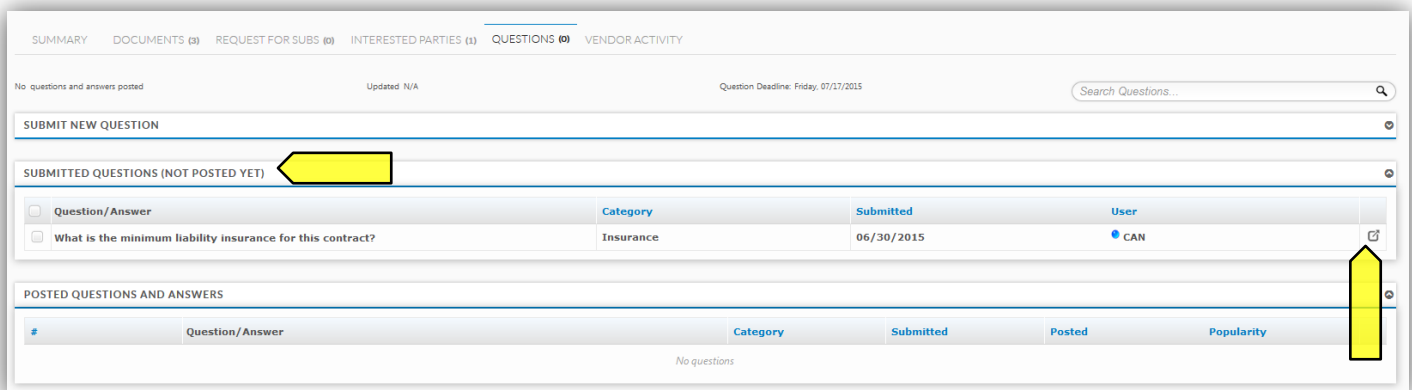 SUMMARY DOCUMENTS (3) REQUEST FOR SUBS (0) INTERESTED PARTIES (1) QUESTIONS (0) VENDOR ACTIVITY
No questions and answers posted Updated N/A Question Deadline: Friday, 07/17/2015 Search Questions...
SUBMIT NEW QUESTION
SUBMITTED QUESTIONS (NOT POSTED YET)
Question/Answer Category Submitted User
What is the minimum liability insurance for this contract? Insurance 06/30/2015 CAN
POSTED QUESTIONS AND ANSWERS
# Question/Answer Category Submitted Posted Popularity
No questions